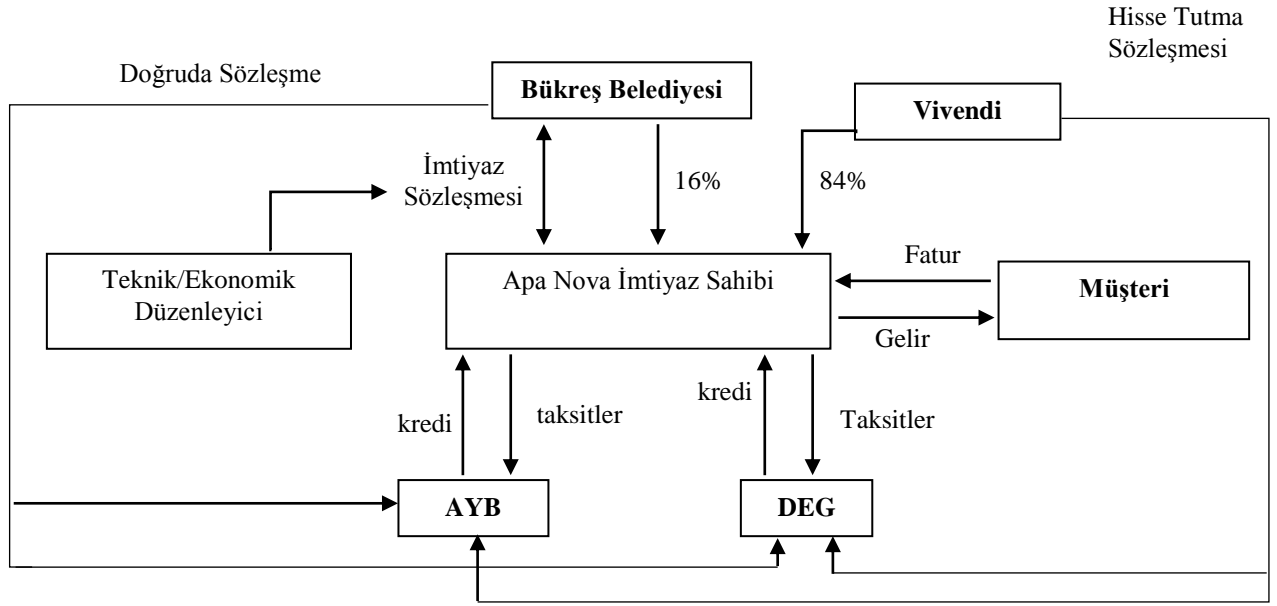 Hisse Tutma
Sözleşmesi
Doğruda Sözleşme
Bükreş Belediyesi
Vivendi
İmtiyaz
Sözleşmesi
16%
84%
Teknik/Ekonomik
Düzenleyici
Apa Nova İmtiyaz Sahibi
Fatur
Müşteri
Gelir
kredi
taksitler
kredi
Taksitler
AYB
DEG